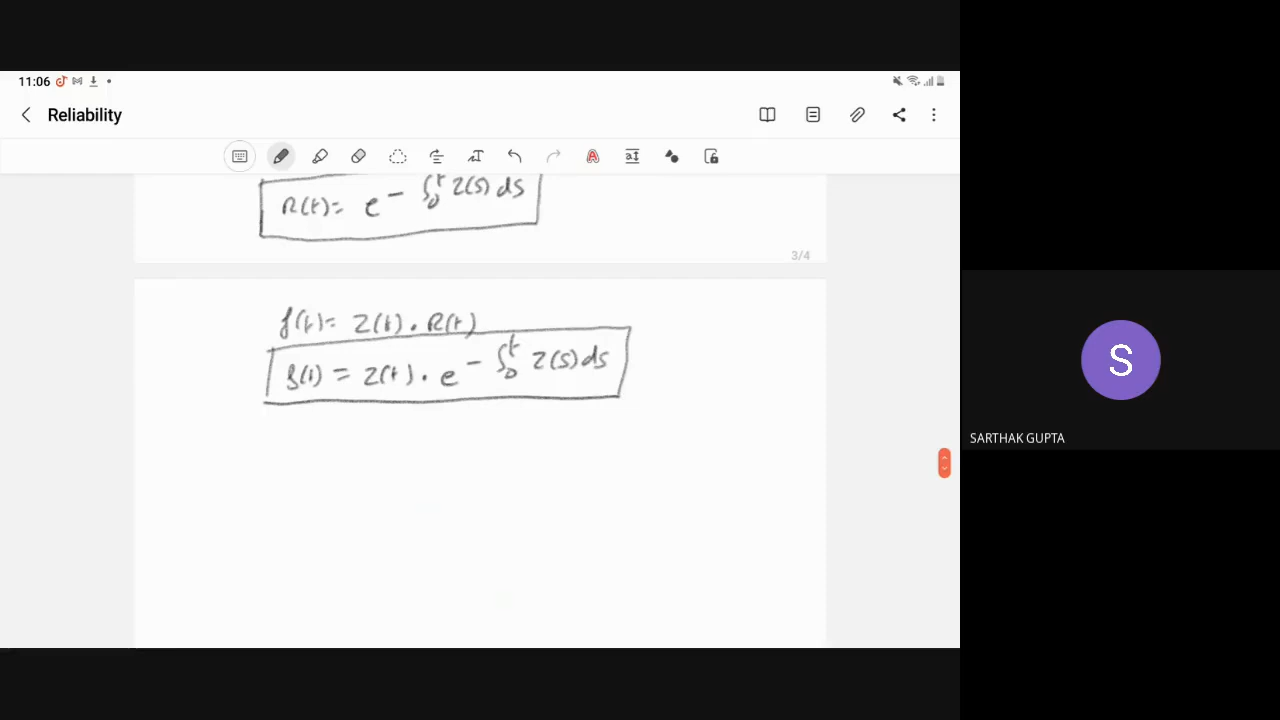 11:06
Reliability
R(t) = e^{- ∫_0^t Z(s) ds}
3/4
f(t) = Z(t) . R(t)
f(t) = Z(t) . e^{- ∫_0^t Z(s) ds}
S
SARTHAK GUPTA